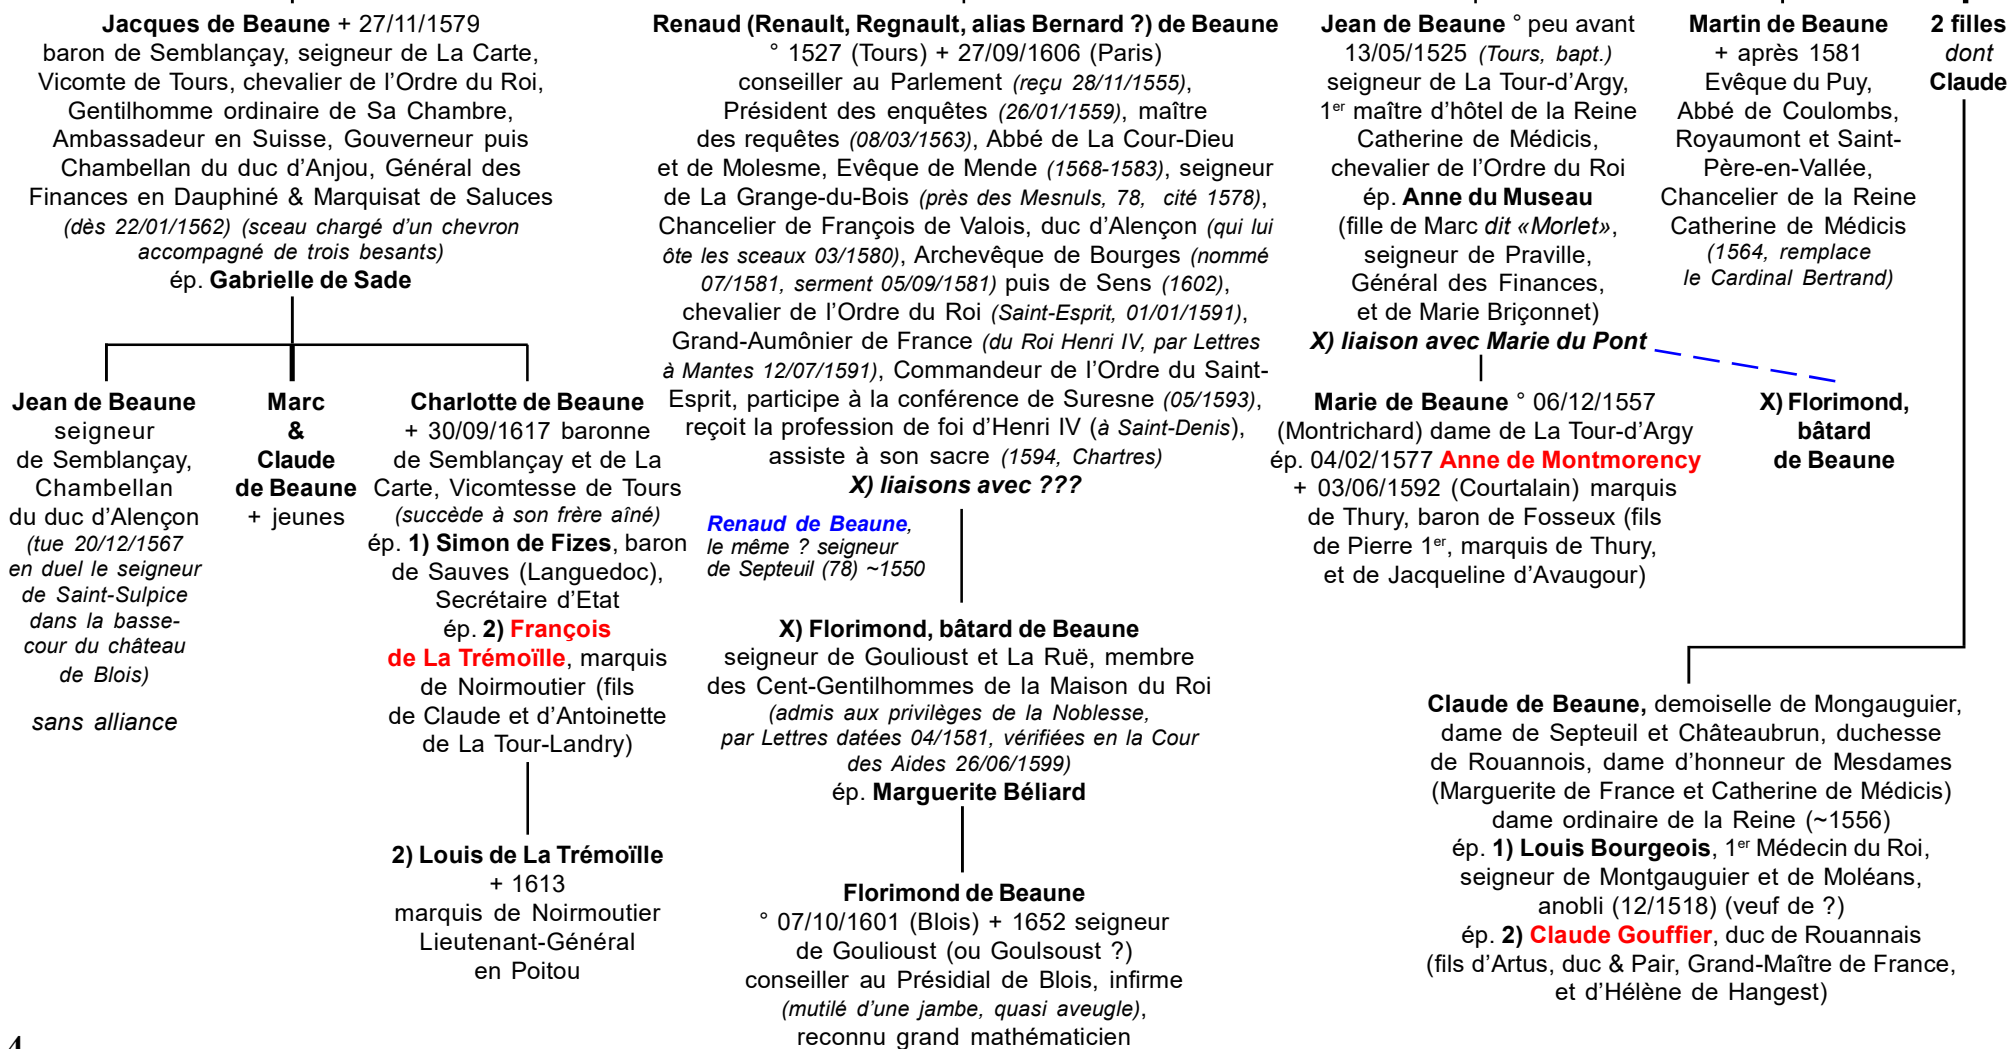 Jacques de Beaune + 27/11/1579
baron de Semblançay, seigneur de La Carte,
Vicomte de Tours, chevalier de l’Ordre du Roi,
Gentilhomme ordinaire de Sa Chambre,
Ambassadeur en Suisse, Gouverneur puis
Chambellan du duc d’Anjou, Général des
Finances en Dauphiné & Marquisat de Saluces
(dès 22/01/1562) (sceau chargé d’un chevron
accompagné de trois besants)
ép. Gabrielle de Sade
Renaud (Renault, Regnault, alias Bernard ?) de Beaune
° 1527 (Tours) + 27/09/1606 (Paris)
conseiller au Parlement (reçu 28/11/1555),
Président des enquêtes (26/01/1559), maître
des requêtes (08/03/1563), Abbé de La Cour-Dieu
et de Molesme, Evêque de Mende (1568-1583), seigneur
de La Grange-du-Bois (près des Mesnuls, 78, cité 1578),
Chancelier de François de Valois, duc d’Alençon (qui lui
ôte les sceaux 03/1580), Archevêque de Bourges (nommé
07/1581, serment 05/09/1581) puis de Sens (1602),
chevalier de l’Ordre du Roi (Saint-Esprit, 01/01/1591),
Grand-Aumônier de France (du Roi Henri IV, par Lettres
à Mantes 12/07/1591), Commandeur de l’Ordre du Saint-
Esprit, participe à la conférence de Suresne (05/1593),
reçoit la profession de foi d’Henri IV (à Saint-Denis),
assiste à son sacre (1594, Chartres)
X) liaisons avec ???
Jean de Beaune ° peu avant
13/05/1525 (Tours, bapt.)
seigneur de La Tour-d’Argy,
1er maître d’hôtel de la Reine
Catherine de Médicis,
chevalier de l’Ordre du Roi
ép. Anne du Museau
(fille de Marc dit «Morlet»,
seigneur de Praville,
Général des Finances,
et de Marie Briçonnet)
X) liaison avec Marie du Pont
Martin de Beaune
+ après 1581
Evêque du Puy,
Abbé de Coulombs,
Royaumont et Saint-
Père-en-Vallée,
Chancelier de la Reine
Catherine de Médicis
(1564, remplace
le Cardinal Bertrand)
2 filles
dont
Claude
Jean de Beaune
seigneur
de Semblançay,
Chambellan
du duc d’Alençon
(tue 20/12/1567
en duel le seigneur
de Saint-Sulpice
dans la basse-
cour du château
de Blois)
sans alliance
Marc
&
Claude
de Beaune
+ jeunes
Charlotte de Beaune
+ 30/09/1617 baronne
de Semblançay et de La
Carte, Vicomtesse de Tours
(succède à son frère aîné)
ép. 1) Simon de Fizes, baron
de Sauves (Languedoc),
Secrétaire d’Etat
ép. 2) François
de La Trémoïlle, marquis
de Noirmoutier (fils
de Claude et d’Antoinette
de La Tour-Landry)
2) Louis de La Trémoïlle
+ 1613
marquis de Noirmoutier
Lieutenant-Général
en Poitou
Renaud de Beaune,
le même ? seigneur
de Septeuil (78) ~1550
X) Florimond, bâtard de Beaune
seigneur de Goulioust et La Ruë, membre
des Cent-Gentilhommes de la Maison du Roi
(admis aux privilèges de la Noblesse,
par Lettres datées 04/1581, vérifiées en la Cour
des Aides 26/06/1599)
ép. Marguerite Béliard
Florimond de Beaune
° 07/10/1601 (Blois) + 1652 seigneur
de Goulioust (ou Goulsoust ?)
conseiller au Présidial de Blois, infirme
(mutilé d’une jambe, quasi aveugle),
reconnu grand mathématicien
Marie de Beaune ° 06/12/1557
(Montrichard) dame de La Tour-d’Argy
ép. 04/02/1577 Anne de Montmorency
+ 03/06/1592 (Courtalain) marquis
de Thury, baron de Fosseux (fils
de Pierre 1er, marquis de Thury,
et de Jacqueline d’Avaugour)
X) Florimond,
bâtard
de Beaune
Claude de Beaune, demoiselle de Mongauguier,
dame de Septeuil et Châteaubrun, duchesse
de Rouannois, dame d’honneur de Mesdames
(Marguerite de France et Catherine de Médicis)
dame ordinaire de la Reine (~1556)
ép. 1) Louis Bourgeois, 1er Médecin du Roi,
seigneur de Montgauguier et de Moléans,
anobli (12/1518) (veuf de ?)
ép. 2) Claude Gouffier, duc de Rouannais
(fils d’Artus, duc & Pair, Grand-Maître de France,
et d’Hélène de Hangest)
4